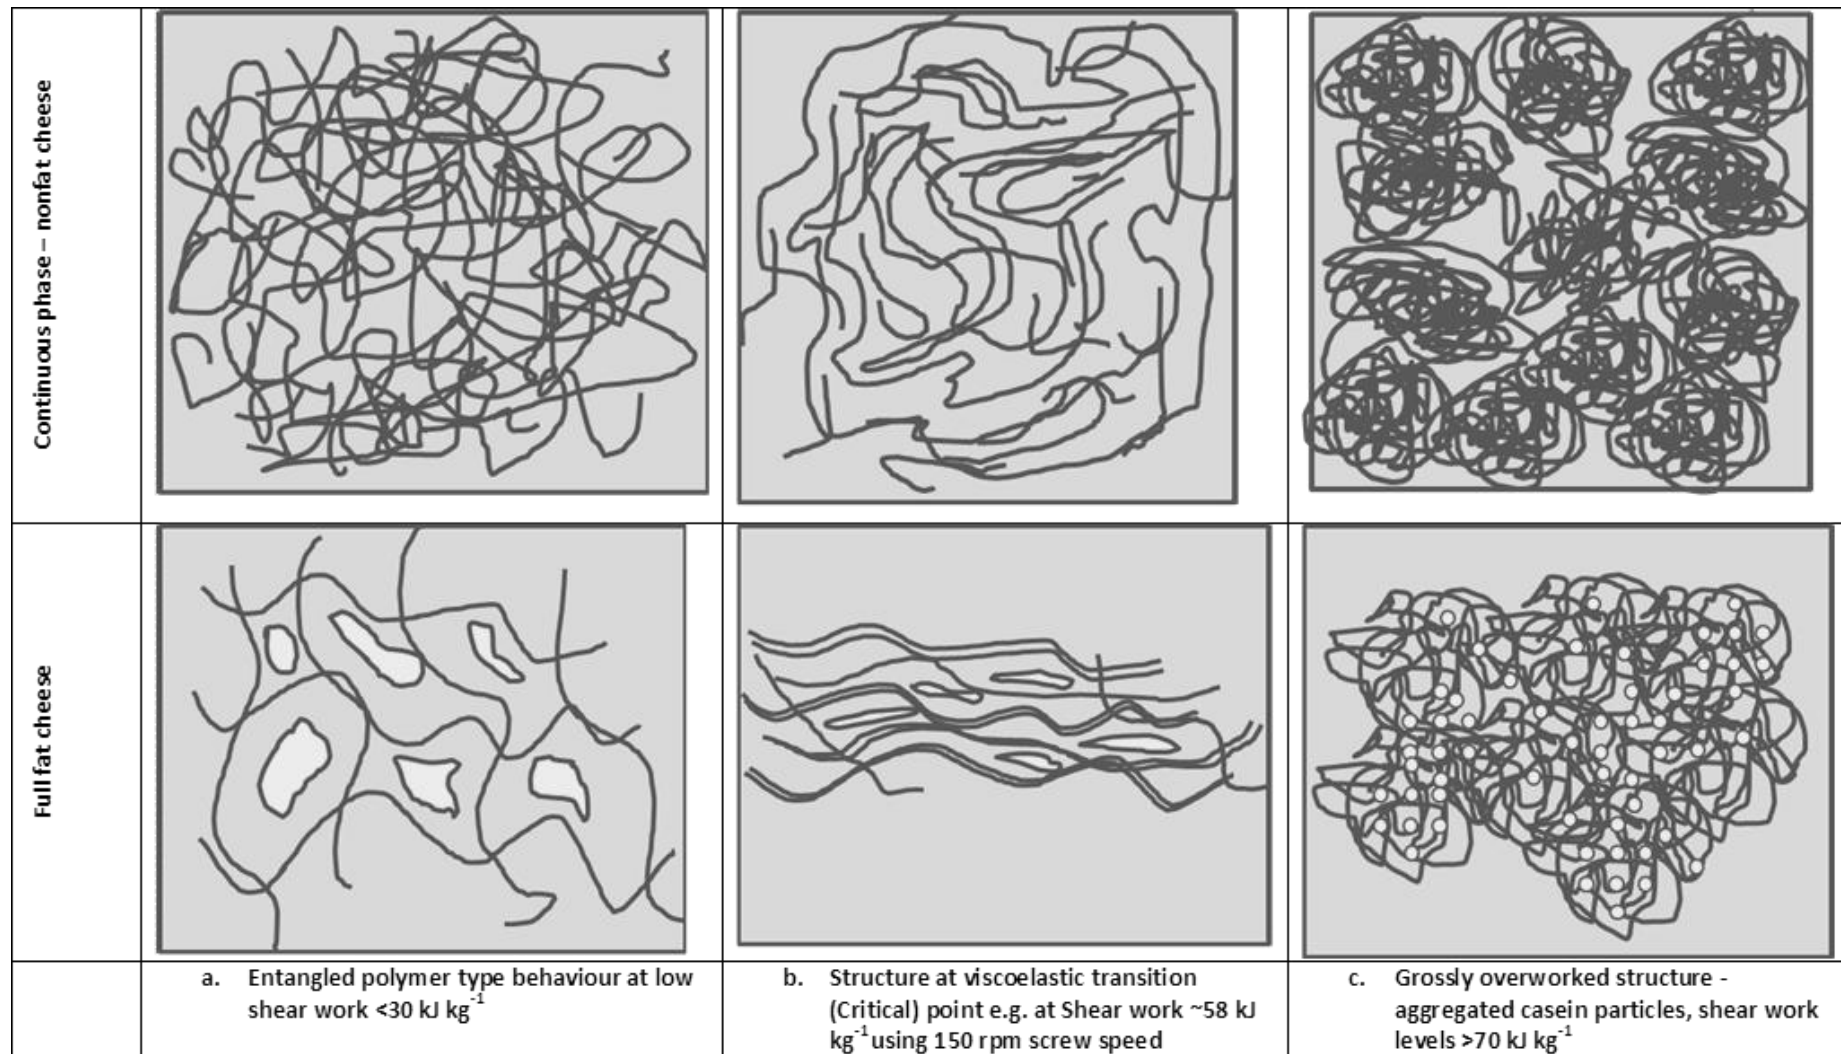 Continuous phase – nonfat cheese
Full fat cheese
a. Entangled polymer type behaviour at low
shear work <30 kJ kg⁻¹
b. Structure at viscoelastic transition
(Critical) point e.g. at Shear work ~58 kJ
kg⁻¹ using 150 rpm screw speed
c. Grossly overworked structure -
aggregated casein particles, shear work
levels >70 kJ kg⁻¹